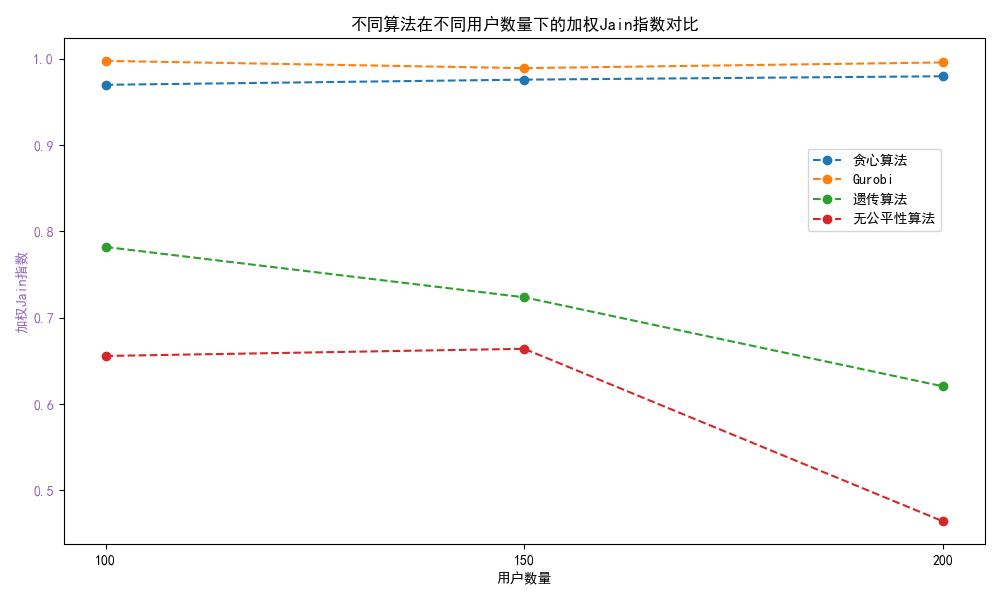 不同算法在不同用户数量下的加权Jain指数对比
1.0
0.9
0.8
0.7
0.6
0.5
加权Jain指数
贪心算法
Gurobi
遗传算法
无公平性算法
100
150
200
用户数量